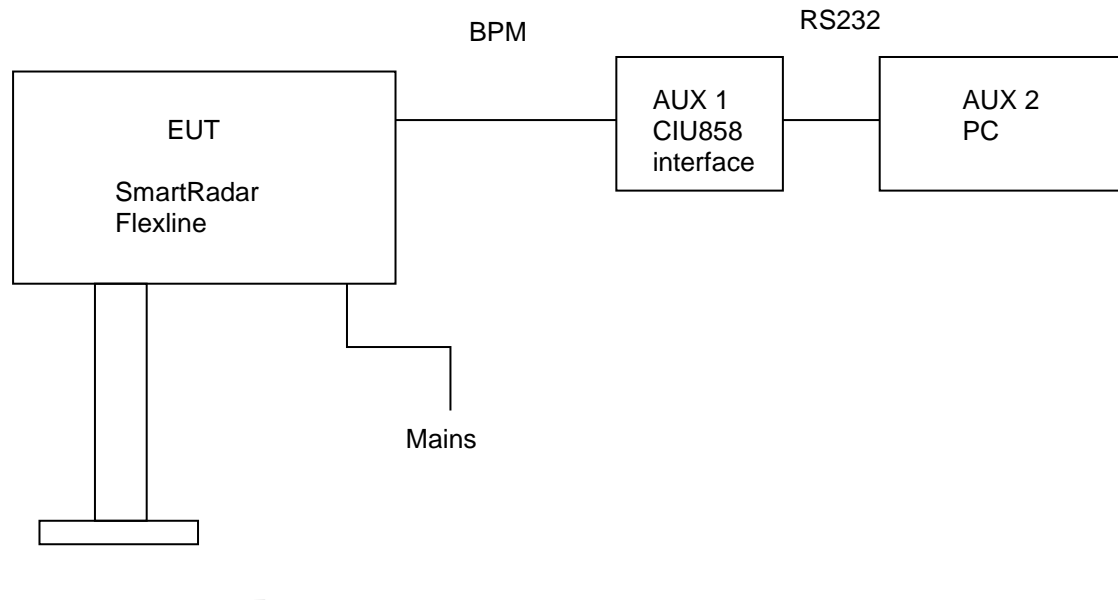 BPM
RS232
EUT
SmartRadar
Flexline
AUX 1
CIU858
interface
AUX 2
PC
Mains